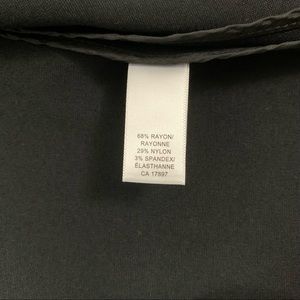 68% RAYON/
RAYONNE
29% NYLON
3% SPANDEX/
ÉLASTHANNE
CA 17897